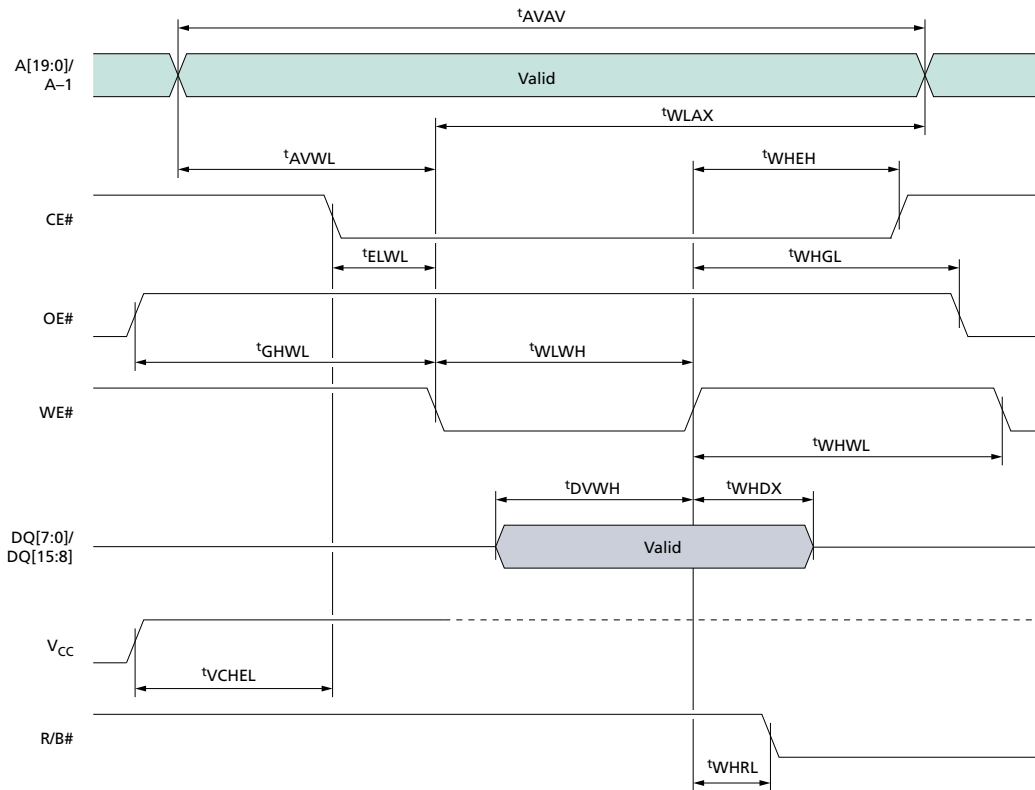 tAVAV
A[19:0]/
A–1
Valid
tWLAX
tAVWL
tWHEH
CE#
tELWL
tWHGL
OE#
tGHWL
tWLWH
WE#
tWHWL
tDVWH
tWHDX
DQ[7:0]/
DQ[15:8]
Valid
VCC
tVCHEL
R/B#
tWHRL